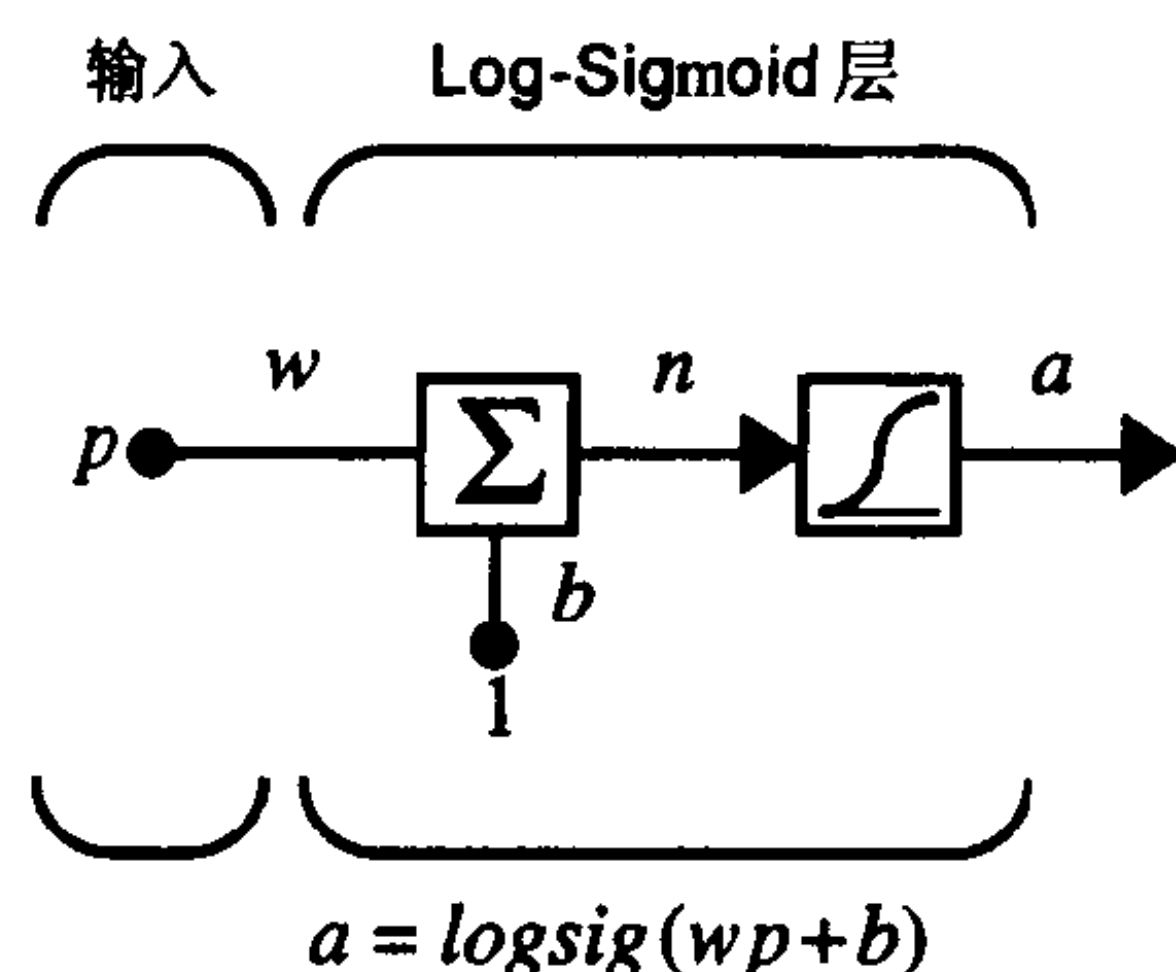 输入 Log-Sigmoid 层
w n a
p Σ
b
1
a = logsig(wp+b)